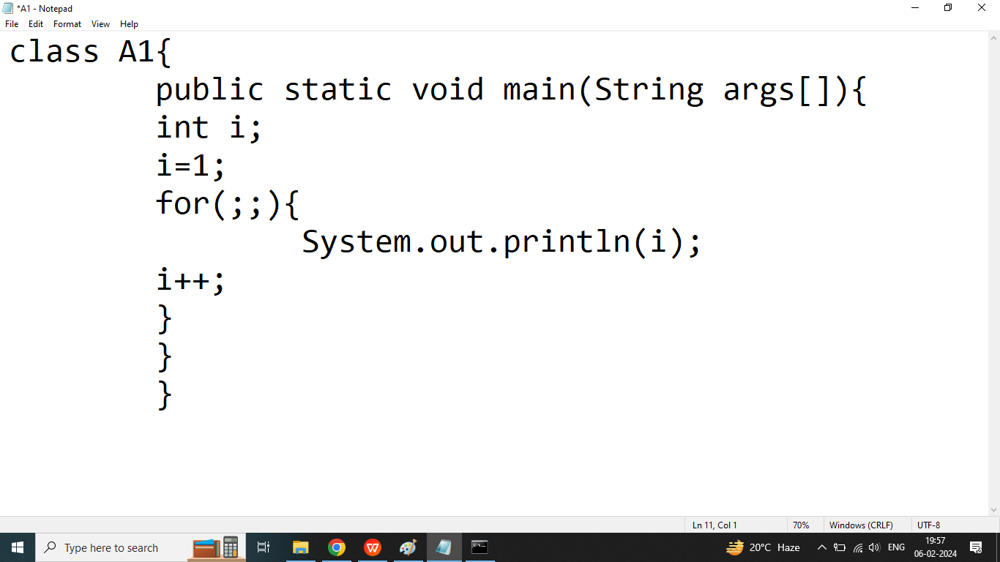 *A1 - Notepad
File Edit Format View Help
class A1{
public static void main(String args[]){
int i;
i=1;
for(;;){
System.out.println(i);
i++;
}
}
}
Ln 11, Col 1 70% Windows (CRLF) UTF-8
Type here to search 20°C Haze ENG 19:57
06-02-2024